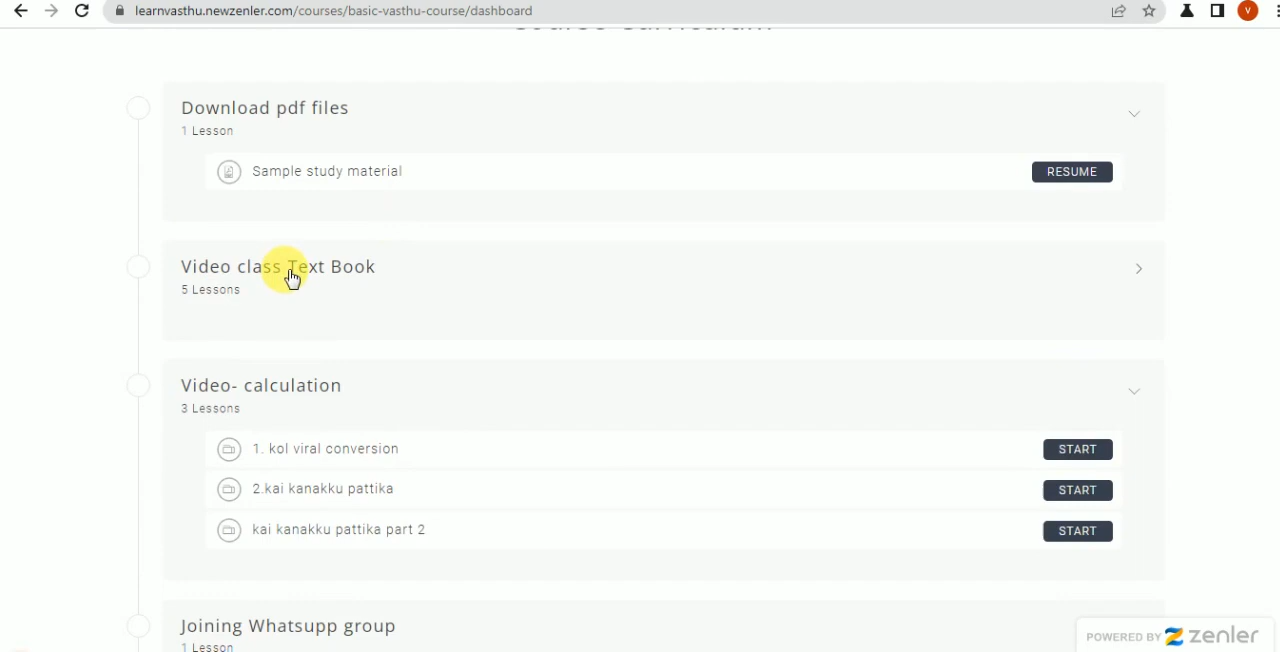 learnvasthu.newzenler.com/courses/basic-vasthu-course/dashboard
V
Course Curriculum
Download pdf files
1 Lesson
Sample study material
RESUME
Video class Text Book
5 Lessons
Video- calculation
3 Lessons
1. kol viral conversion
START
2.kai kanakku pattika
START
kai kanakku pattika part 2
START
Joining Whatsupp group
1 Lesson
POWERED BY zenler